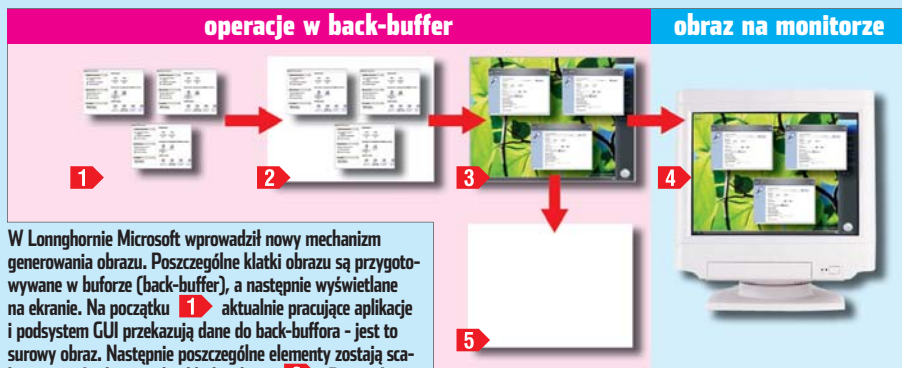 operacje w back-buffer
obraz na monitorze
1
2
3
4
W Lonnghornie Microsoft wprowadził nowy mechanizm
generowania obrazu. Poszczególne klatki obrazu są przygoto-
wywane w buforze (back-buffer), a następnie wyświetlane
na ekranie. Na początku 1 aktualnie pracujące aplikacje
i podsystem GUI przekazują dane do back-buffora - jest to
surowy obraz. Następnie poszczególne elementy zostają sca-
5